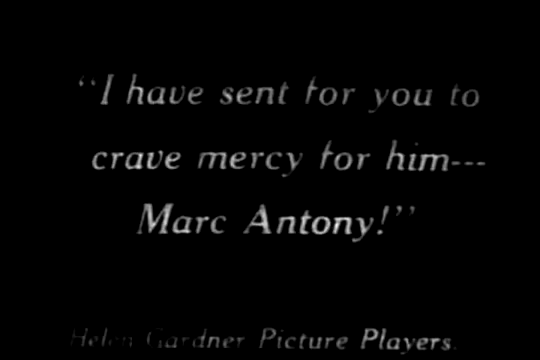 "I have sent for you to
crave mercy for him---
Marc Antony!"
Helen Gardner Picture Players.